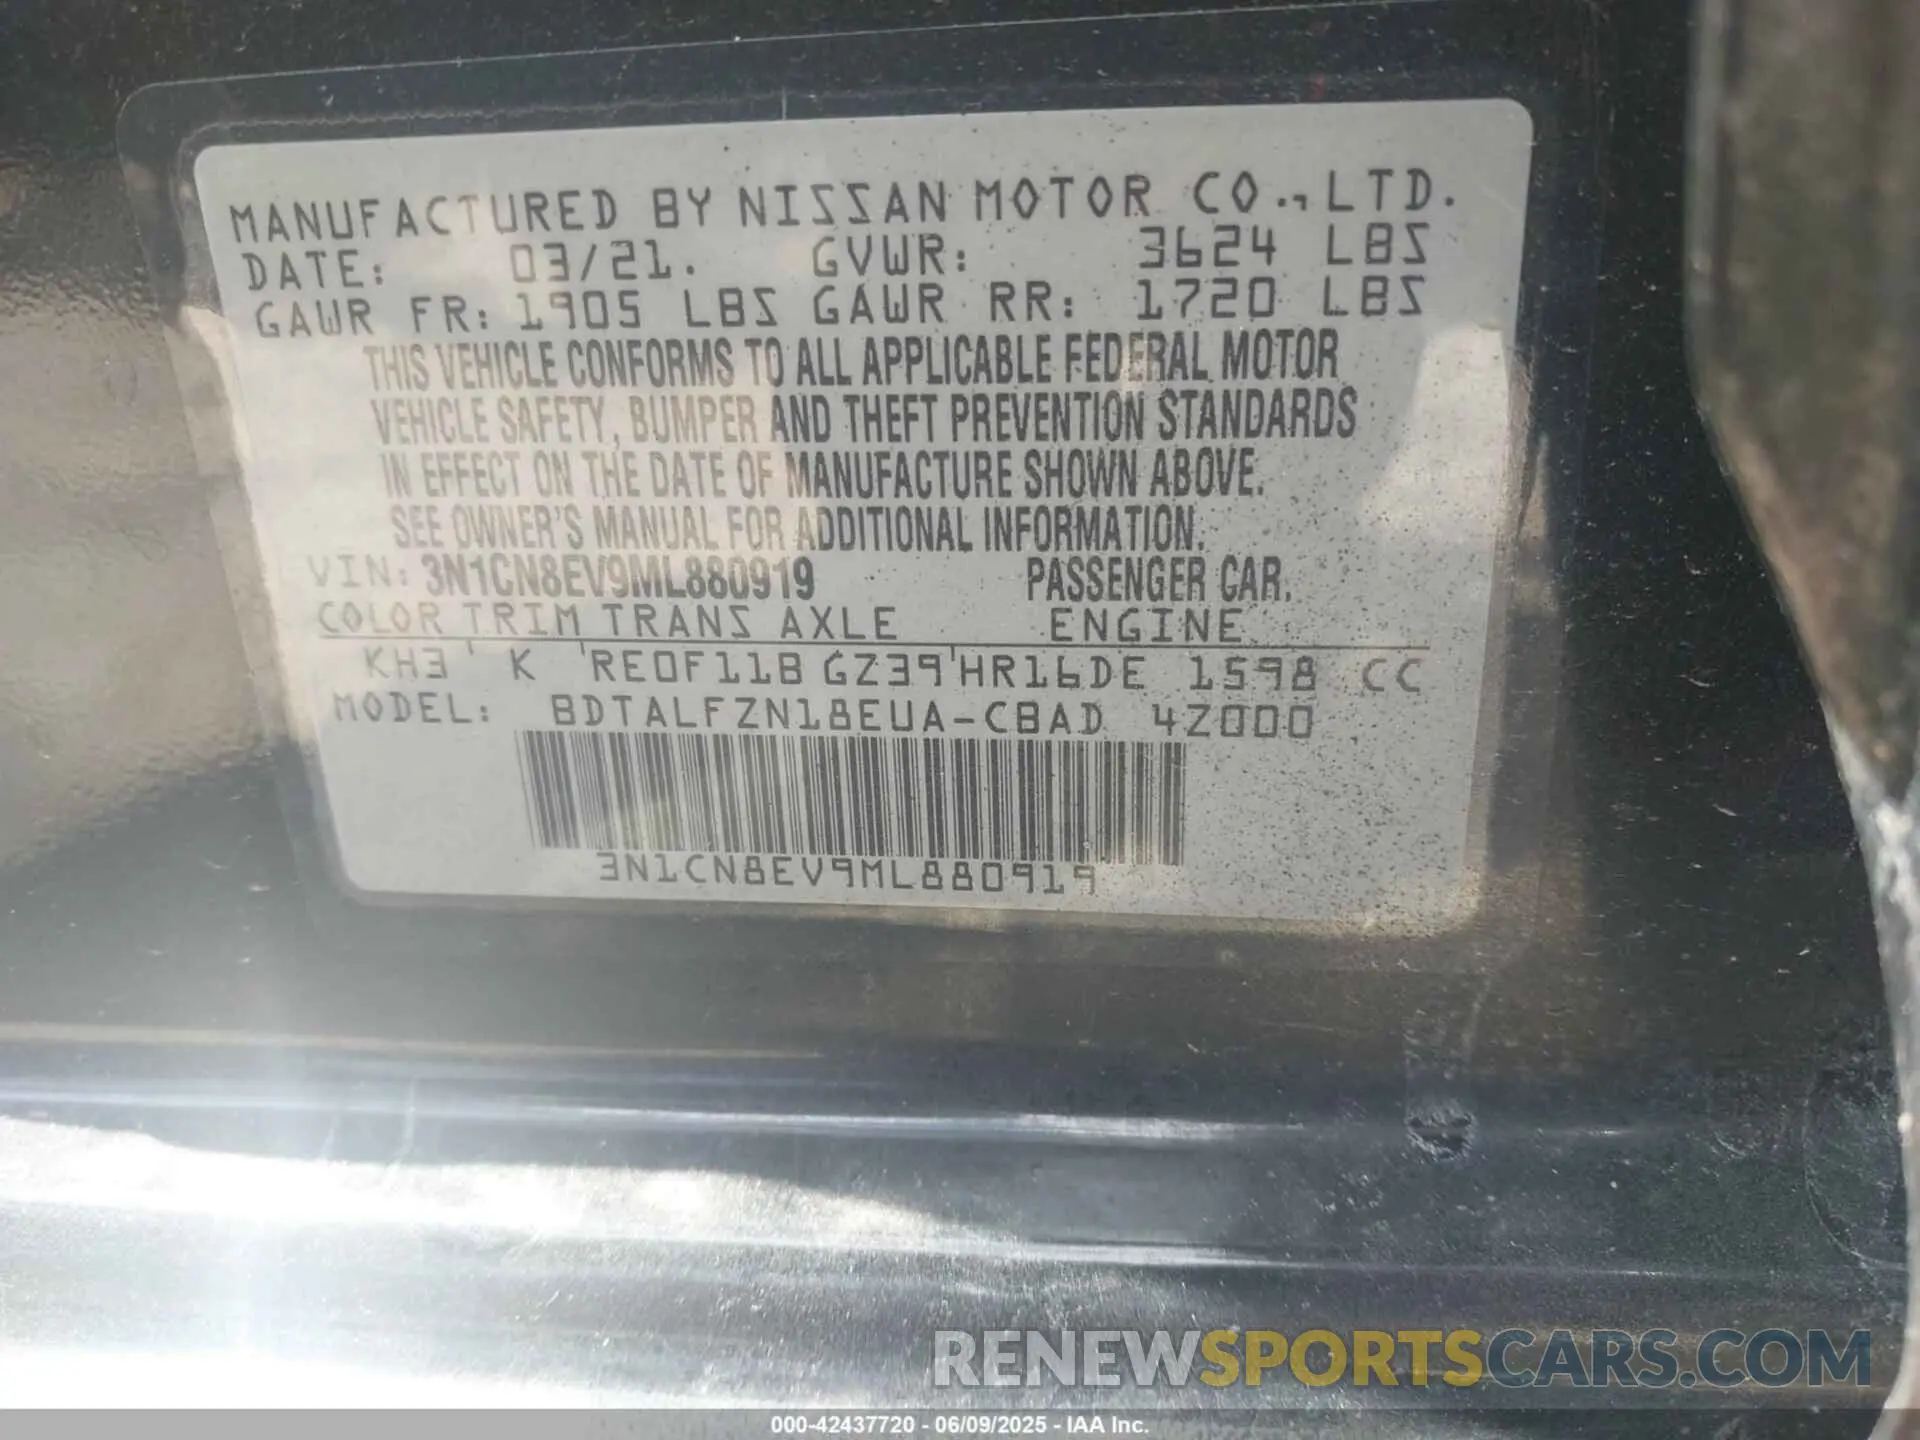 MANUFACTURED BY NISSAN MOTOR CO., LTD.
DATE: 03/21. GVWR: 3624 LBS
GAWR FR: 1905 LBS GAWR RR: 1720 LBS
THIS VEHICLE CONFORMS TO ALL APPLICABLE FEDERAL MOTOR
VEHICLE SAFETY, BUMPER AND THEFT PREVENTION STANDARDS
IN EFFECT ON THE DATE OF MANUFACTURE SHOWN ABOVE.
SEE OWNER'S MANUAL FOR ADDITIONAL INFORMATION.
VIN: 3N1CN8EV9ML880919 PASSENGER CAR.
COLOR TRIM TRANS AXLE ENGINE
KH3 K RE0F11B GZ39 HR16DE 1598 CC
MODEL: BDTALFZN18EUA-CBAD 4Z000
3N1CN8EV9ML880919
RENEWSPORTSCARS.COM
000-42437720 - 06/09/2025 - IAA Inc.